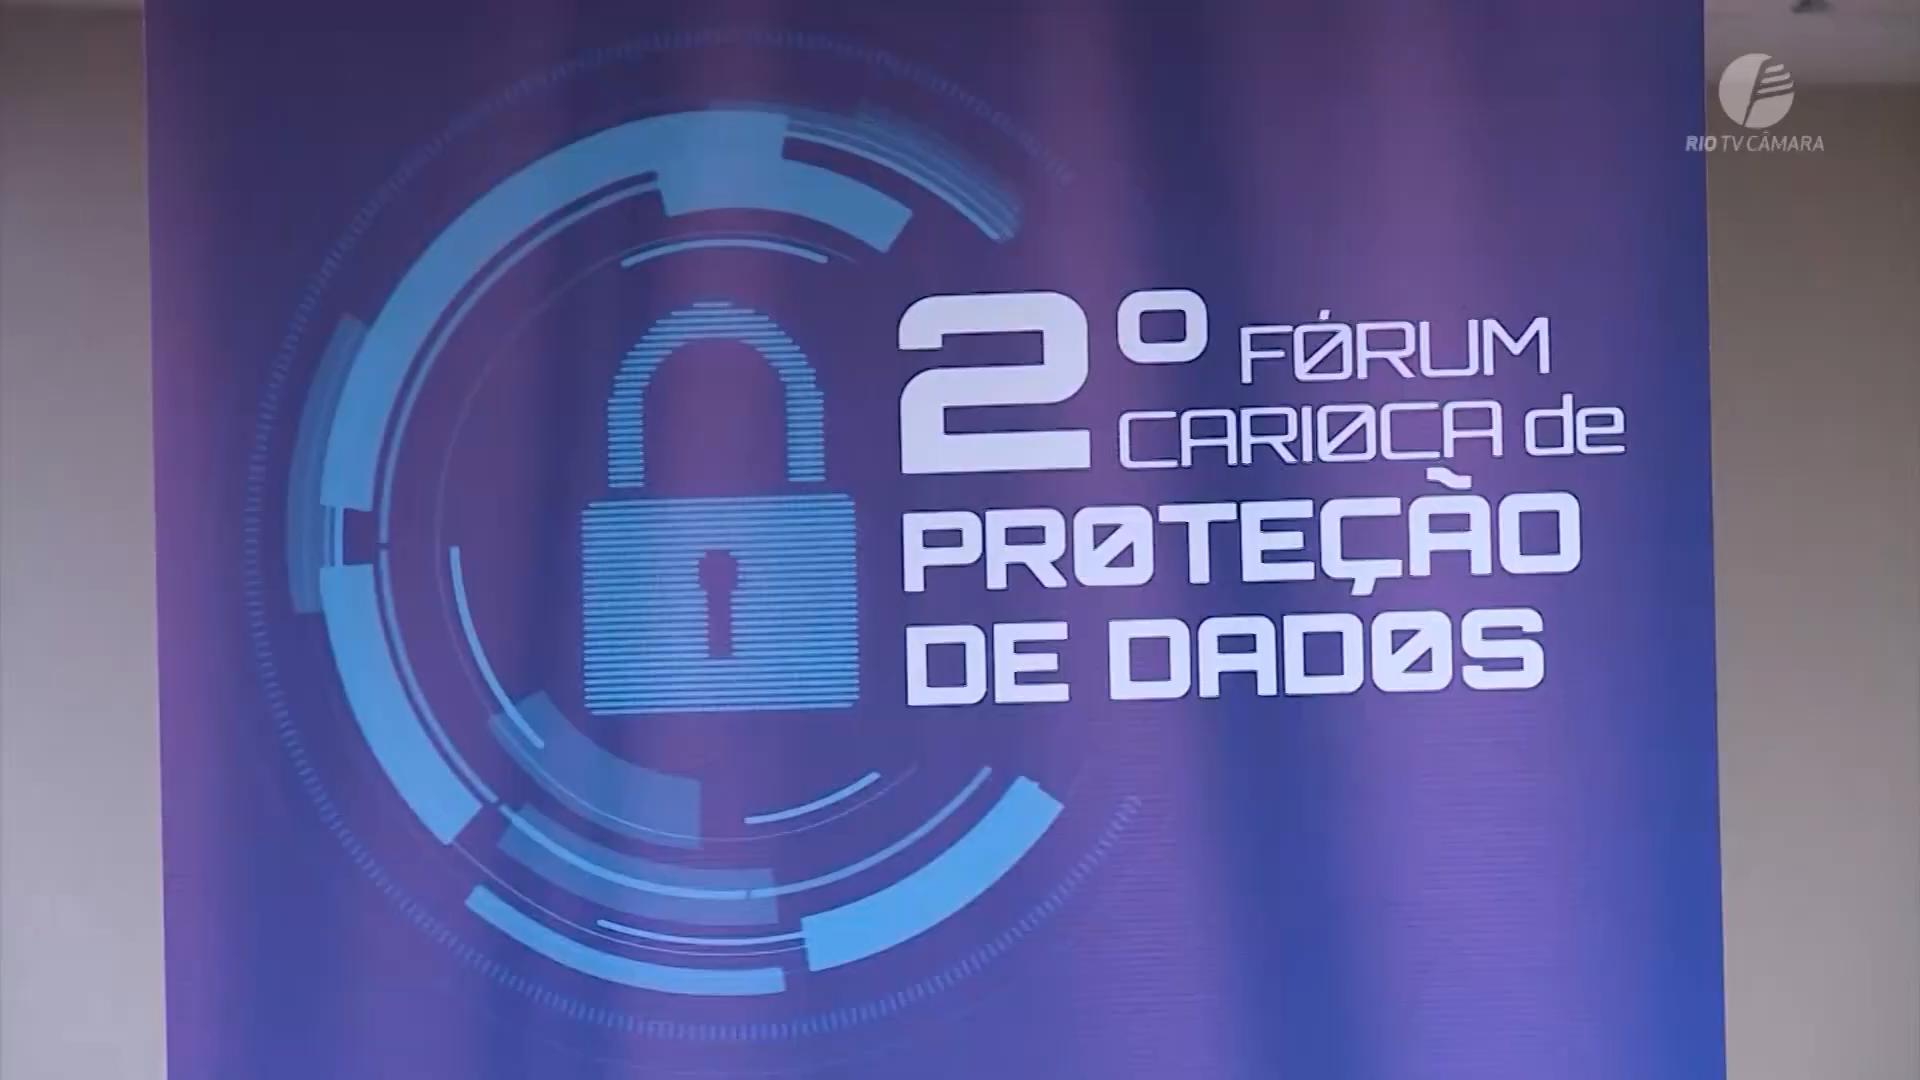 RIO TV CÂMARA
2º FÓRUM
CARIOCA de
PROTEÇÃO
DE DADOS